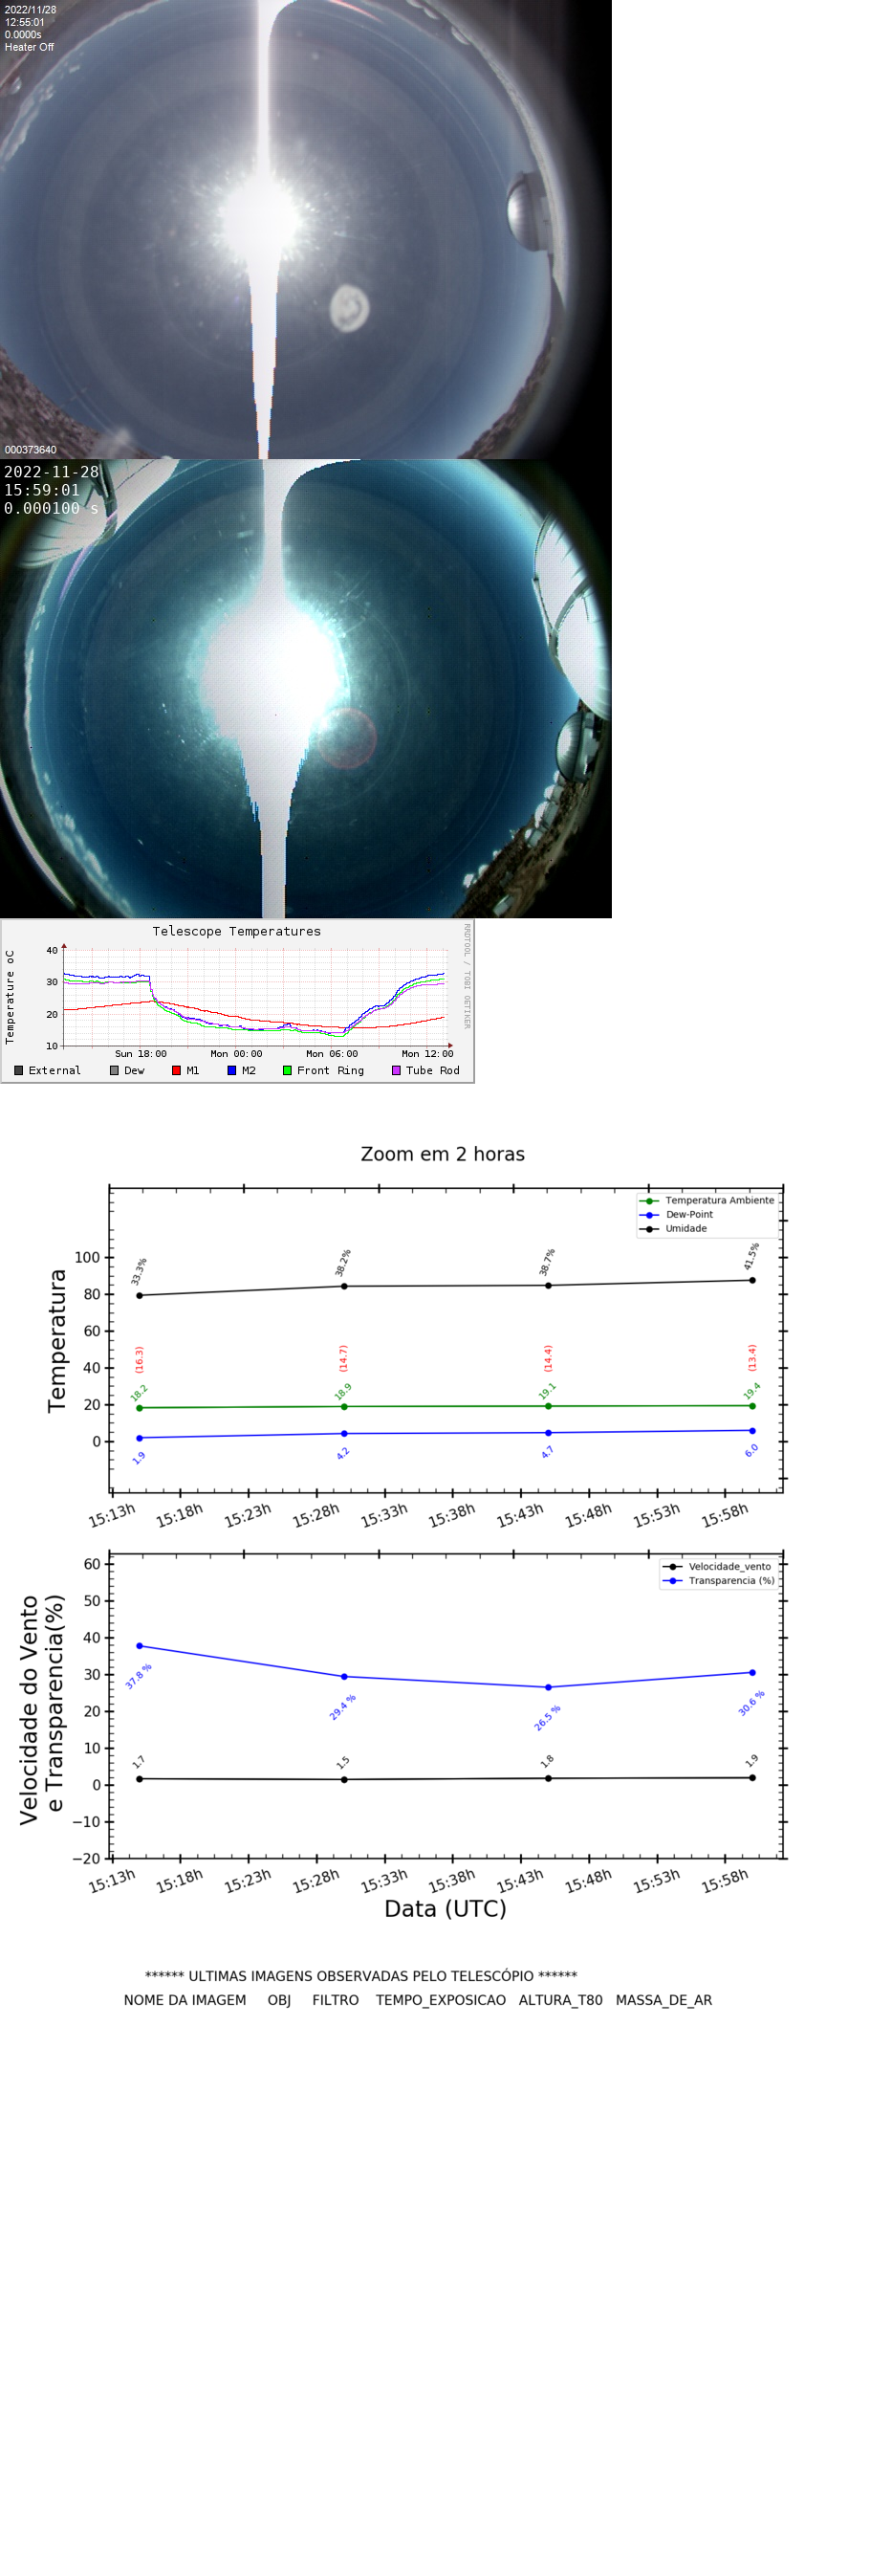 2022/11/28
12:55:01
0.0000s
Heater Off
000373640
2022-11-28
15:59:01
0.000100 s
Telescope Temperatures
RRDTOOL / TOBI OETIKER
Temperature oC
40
30
20
10
Sun 18:00 Mon 00:00 Mon 06:00 Mon 12:00
External Dew M1 M2 Front Ring Tube Rod
Zoom em 2 horas
Temperatura Ambiente
Dew-Point
Umidade
Temperatura
100
80
60
40
20
0
33.3% 38.2% 38.7% 41.5%
(16.3) (14.7) (14.4) (13.4)
18.2 18.9 19.1 19.4
1.9 4.2 4.7 6.0
15:13h 15:18h 15:23h 15:28h 15:33h 15:38h 15:43h 15:48h 15:53h 15:58h
Velocidade_vento
Transparencia (%)
Velocidade do Vento
e Transparencia(%)
60
50
40
30
20
10
0
−10
−20
37.8 % 29.4 % 26.5 % 30.6 %
1.7 1.5 1.8 1.9
15:13h 15:18h 15:23h 15:28h 15:33h 15:38h 15:43h 15:48h 15:53h 15:58h
Data (UTC)
****** ULTIMAS IMAGENS OBSERVADAS PELO TELESCÓPIO ******
NOME DA IMAGEM OBJ FILTRO TEMPO_EXPOSICAO ALTURA_T80 MASSA_DE_AR